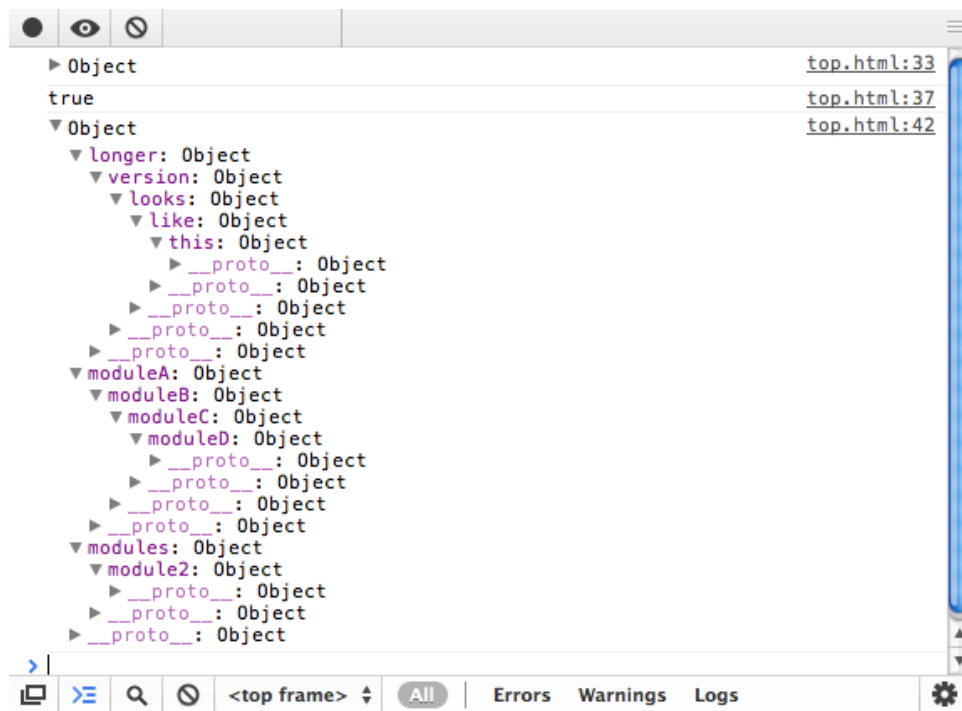 Object top.html:33
true top.html:37
Object top.html:42
longer: Object
version: Object
looks: Object
like: Object
this: Object
__proto__: Object
__proto__: Object
__proto__: Object
__proto__: Object
__proto__: Object
moduleA: Object
moduleB: Object
moduleC: Object
moduleD: Object
__proto__: Object
__proto__: Object
__proto__: Object
__proto__: Object
modules: Object
module2: Object
__proto__: Object
__proto__: Object
__proto__: Object
<top frame> All Errors Warnings Logs